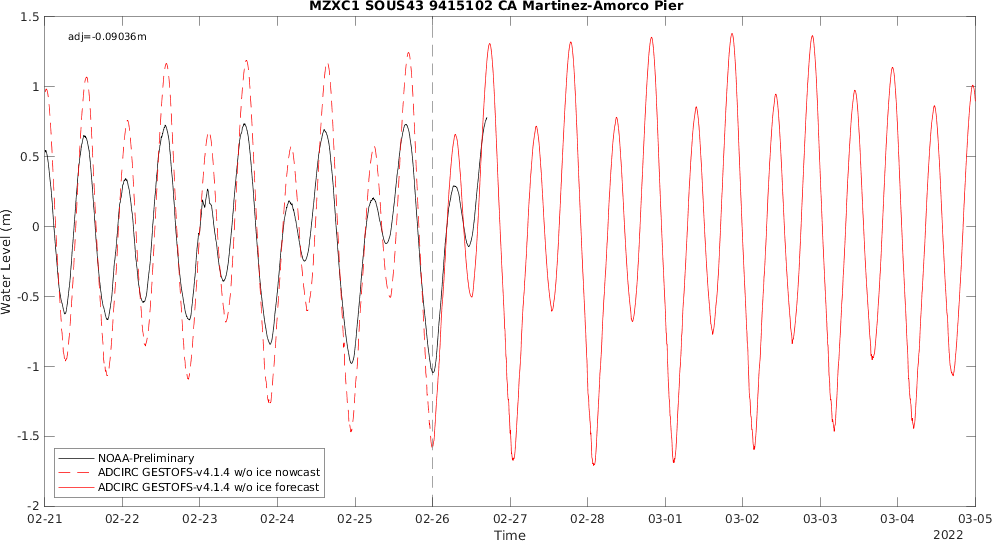 MZXC1 SOUS43 9415102 CA Martinez-Amorco Pier
adj=-0.09036m
1.5
1
0.5
0
-0.5
-1
-1.5
-2
Water Level (m)
NOAA-Preliminary
ADCIRC GESTOFS-v4.1.4 w/o ice nowcast
ADCIRC GESTOFS-v4.1.4 w/o ice forecast
02-21 02-22 02-23 02-24 02-25 02-26 02-27 02-28 03-01 03-02 03-03 03-04 03-05
Time
2022